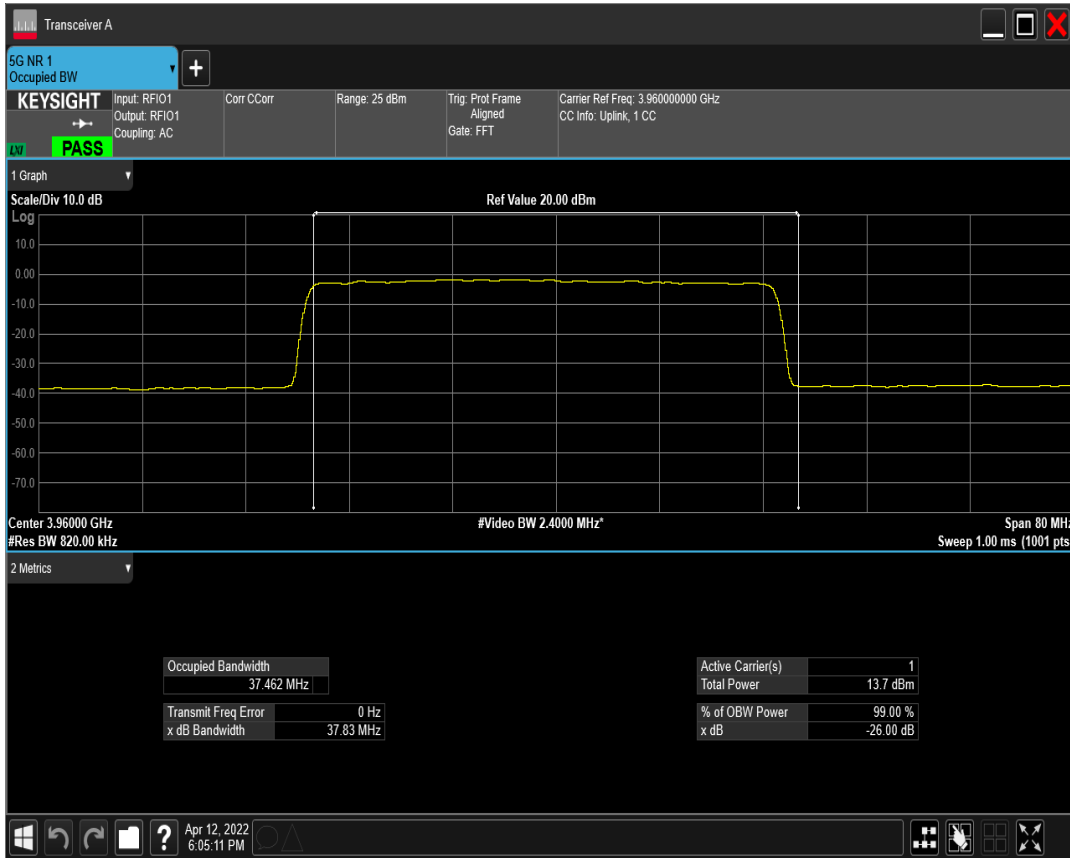 Transceiver A
5G NR 1
Occupied BW
+
KEYSIGHT
LXI
PASS
Input: RFIO1
Output: RFIO1
Coupling: AC
Corr CCorr
Range: 25 dBm
Trig: Prot Frame
Aligned
Gate: FFT
Carrier Ref Freq: 3.960000000 GHz
CC Info: Uplink, 1 CC
1 Graph
Scale/Div 10.0 dB
Ref Value 20.00 dBm
Log
10.0
0.00
-10.0
-20.0
-30.0
-40.0
-50.0
-60.0
-70.0
Center 3.96000 GHz
#Video BW 2.4000 MHz*
Span 80 MHz
#Res BW 820.00 kHz
Sweep 1.00 ms (1001 pts
2 Metrics
Occupied Bandwidth
37.462 MHz
Transmit Freq Error 0 Hz
x dB Bandwidth 37.83 MHz
Active Carrier(s) 1
Total Power 13.7 dBm
% of OBW Power 99.00 %
x dB -26.00 dB
?
Apr 12, 2022
6:05:11 PM